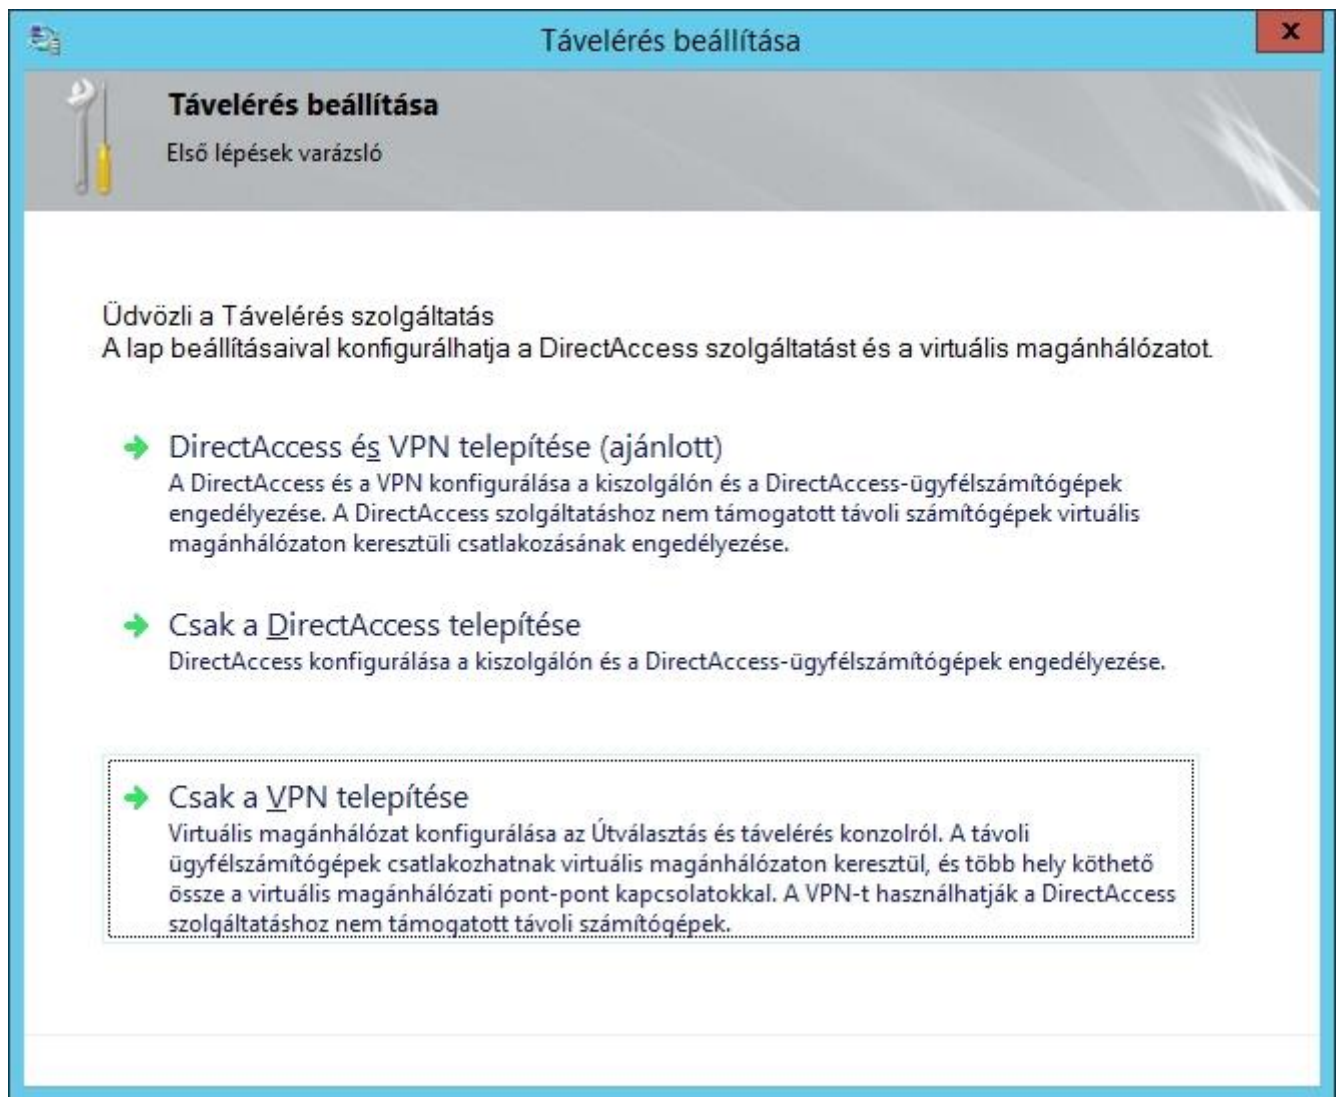 Távelérés beállítása
x
Távelérés beállítása
Első lépések varázsló
Üdvözli a Távelérés szolgáltatás
A lap beállításaival konfigurálhatja a DirectAccess szolgáltatást és a virtuális magánhálózatot.
DirectAccess és VPN telepítése (ajánlott)
A DirectAccess és a VPN konfigurálása a kiszolgálón és a DirectAccess-ügyfélszámítógépek
engedélyezése. A DirectAccess szolgáltatáshoz nem támogatott távoli számítógépek virtuális
magánhálózaton keresztüli csatlakozásának engedélyezése.
Csak a DirectAccess telepítése
DirectAccess konfigurálása a kiszolgálón és a DirectAccess-ügyfélszámítógépek engedélyezése.
Csak a VPN telepítése
Virtuális magánhálózat konfigurálása az Útválasztás és távelérés konzolról. A távoli
ügyfélszámítógépek csatlakozhatnak virtuális magánhálózaton keresztül, és több hely köthető
össze a virtuális magánhálózati pont-pont kapcsolatokkal. A VPN-t használhatják a DirectAccess
szolgáltatáshoz nem támogatott távoli számítógépek.